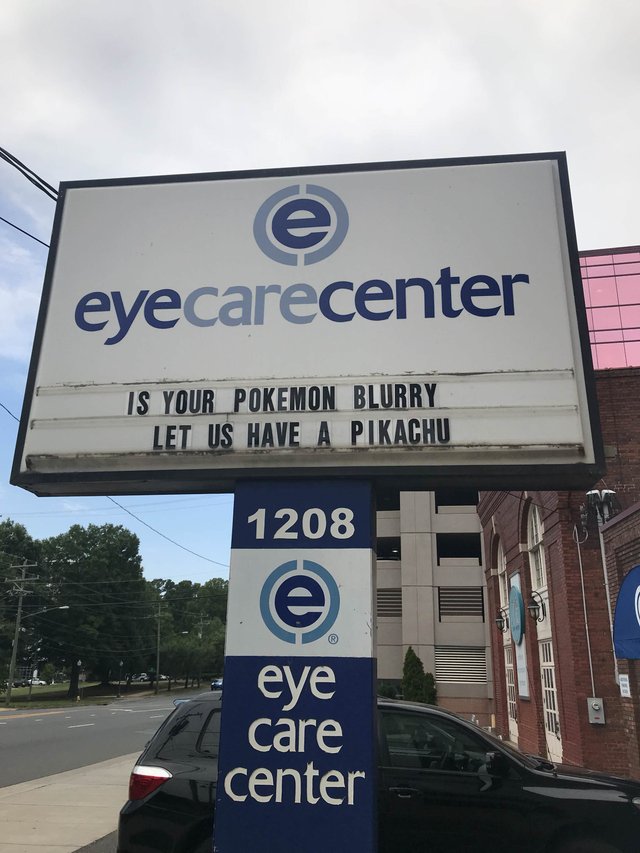 e
eyecarecenter
IS YOUR POKEMON BLURRY
LET US HAVE A PIKACHU
1208
e®
eye
care
center